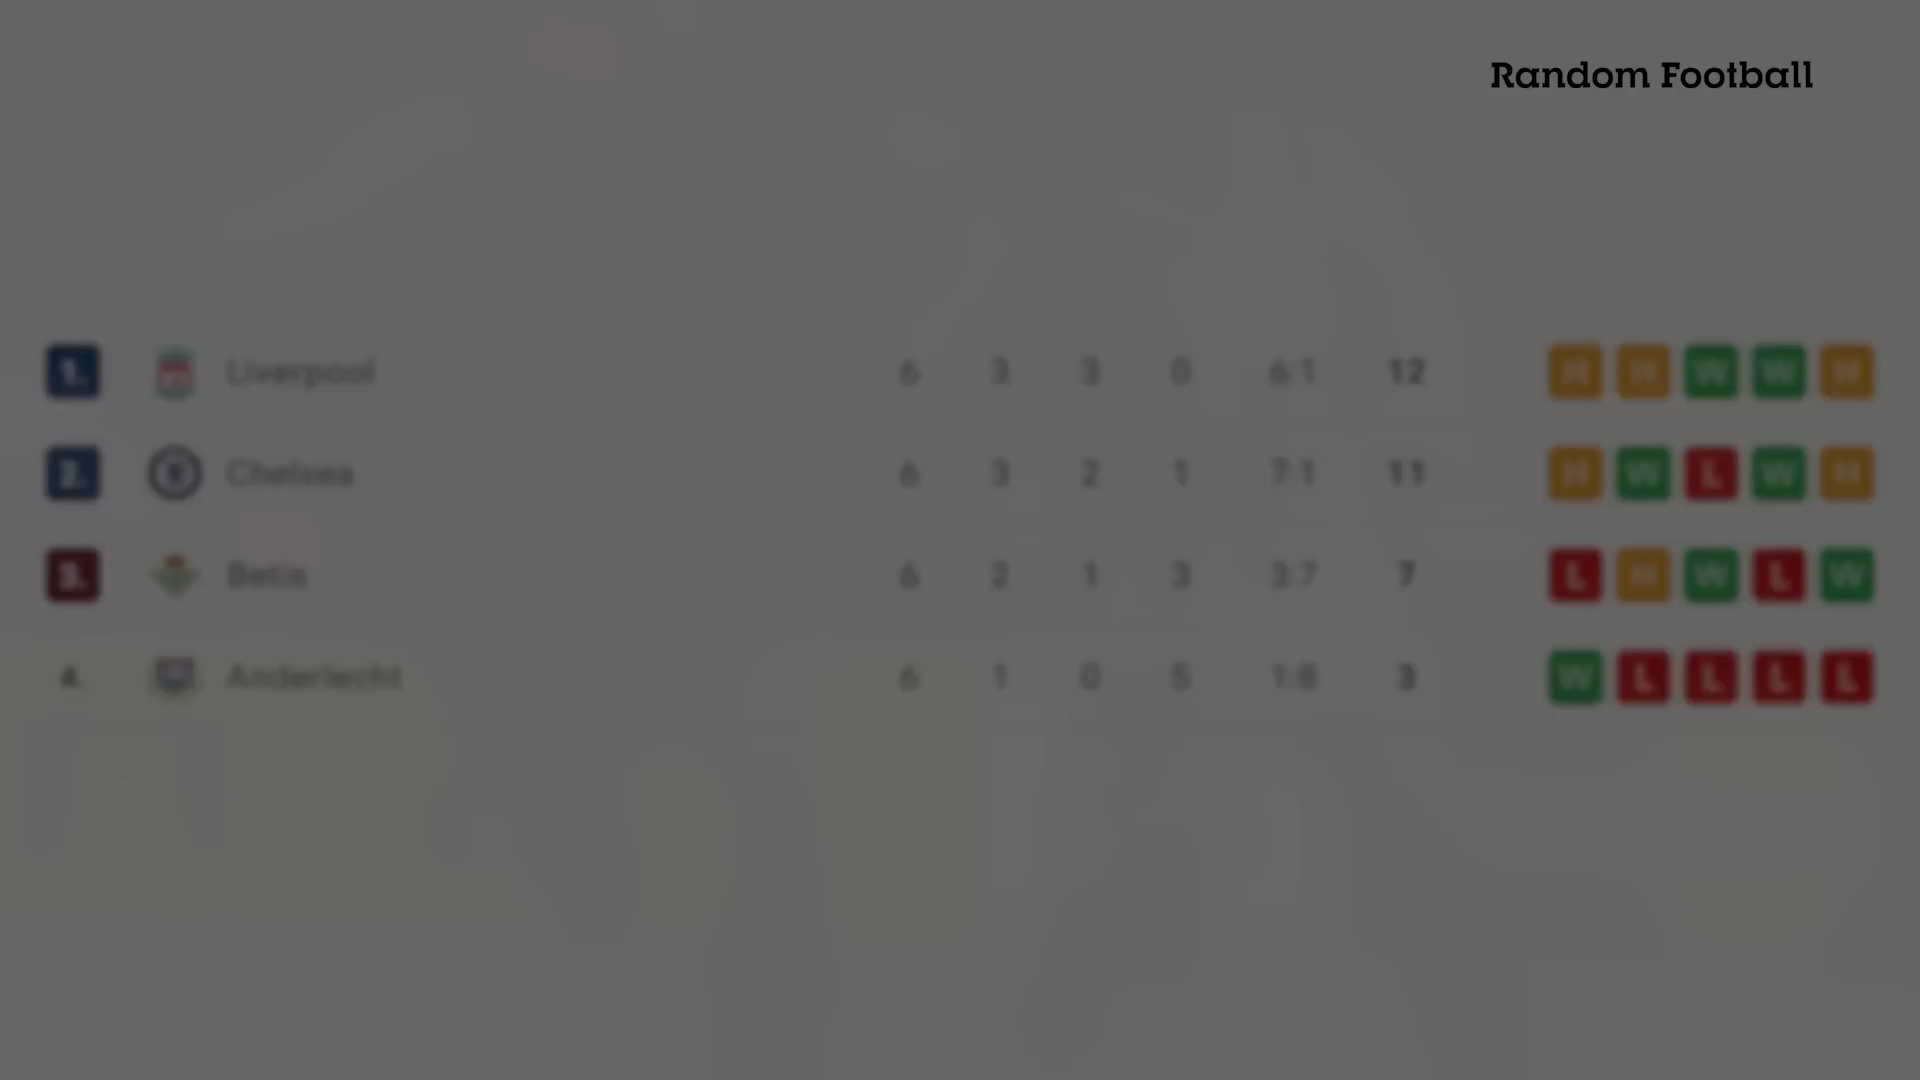 Random Football
1. Liverpool 6 3 3 0 6:1 12 H H W W H
2. Chelsea 6 3 2 1 7:1 11 H W L W H
3. Betis 6 2 1 3 3:7 7 L H W L W
4. Anderlecht 6 1 0 5 1:8 3 W L L L L